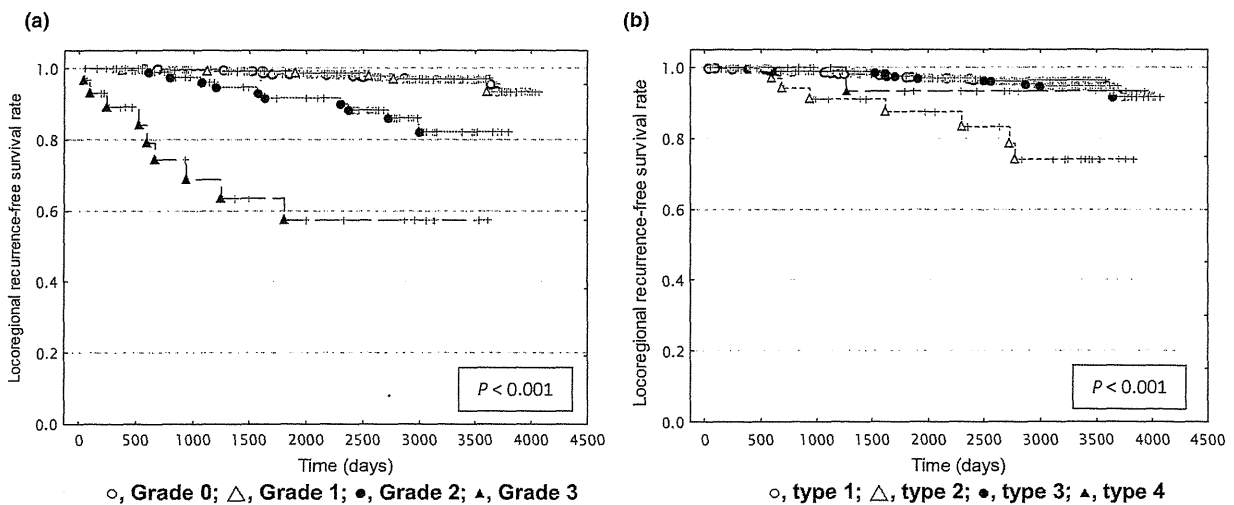 (a)
Locoregional recurrence-free survival rate
1.0
0.8
0.6
0.4
0.2
0.0
P < 0.001
0 500 1000 1500 2000 2500 3000 3500 4000 4500
Time (days)
○, Grade 0; △, Grade 1; ●, Grade 2; ▲, Grade 3
(b)
Locoregional recurrence-free survival rate
1.0
0.8
0.6
0.4
0.2
0.0
P < 0.001
0 500 1000 1500 2000 2500 3000 3500 4000 4500
Time (days)
○, type 1; △, type 2; ●, type 3; ▲, type 4